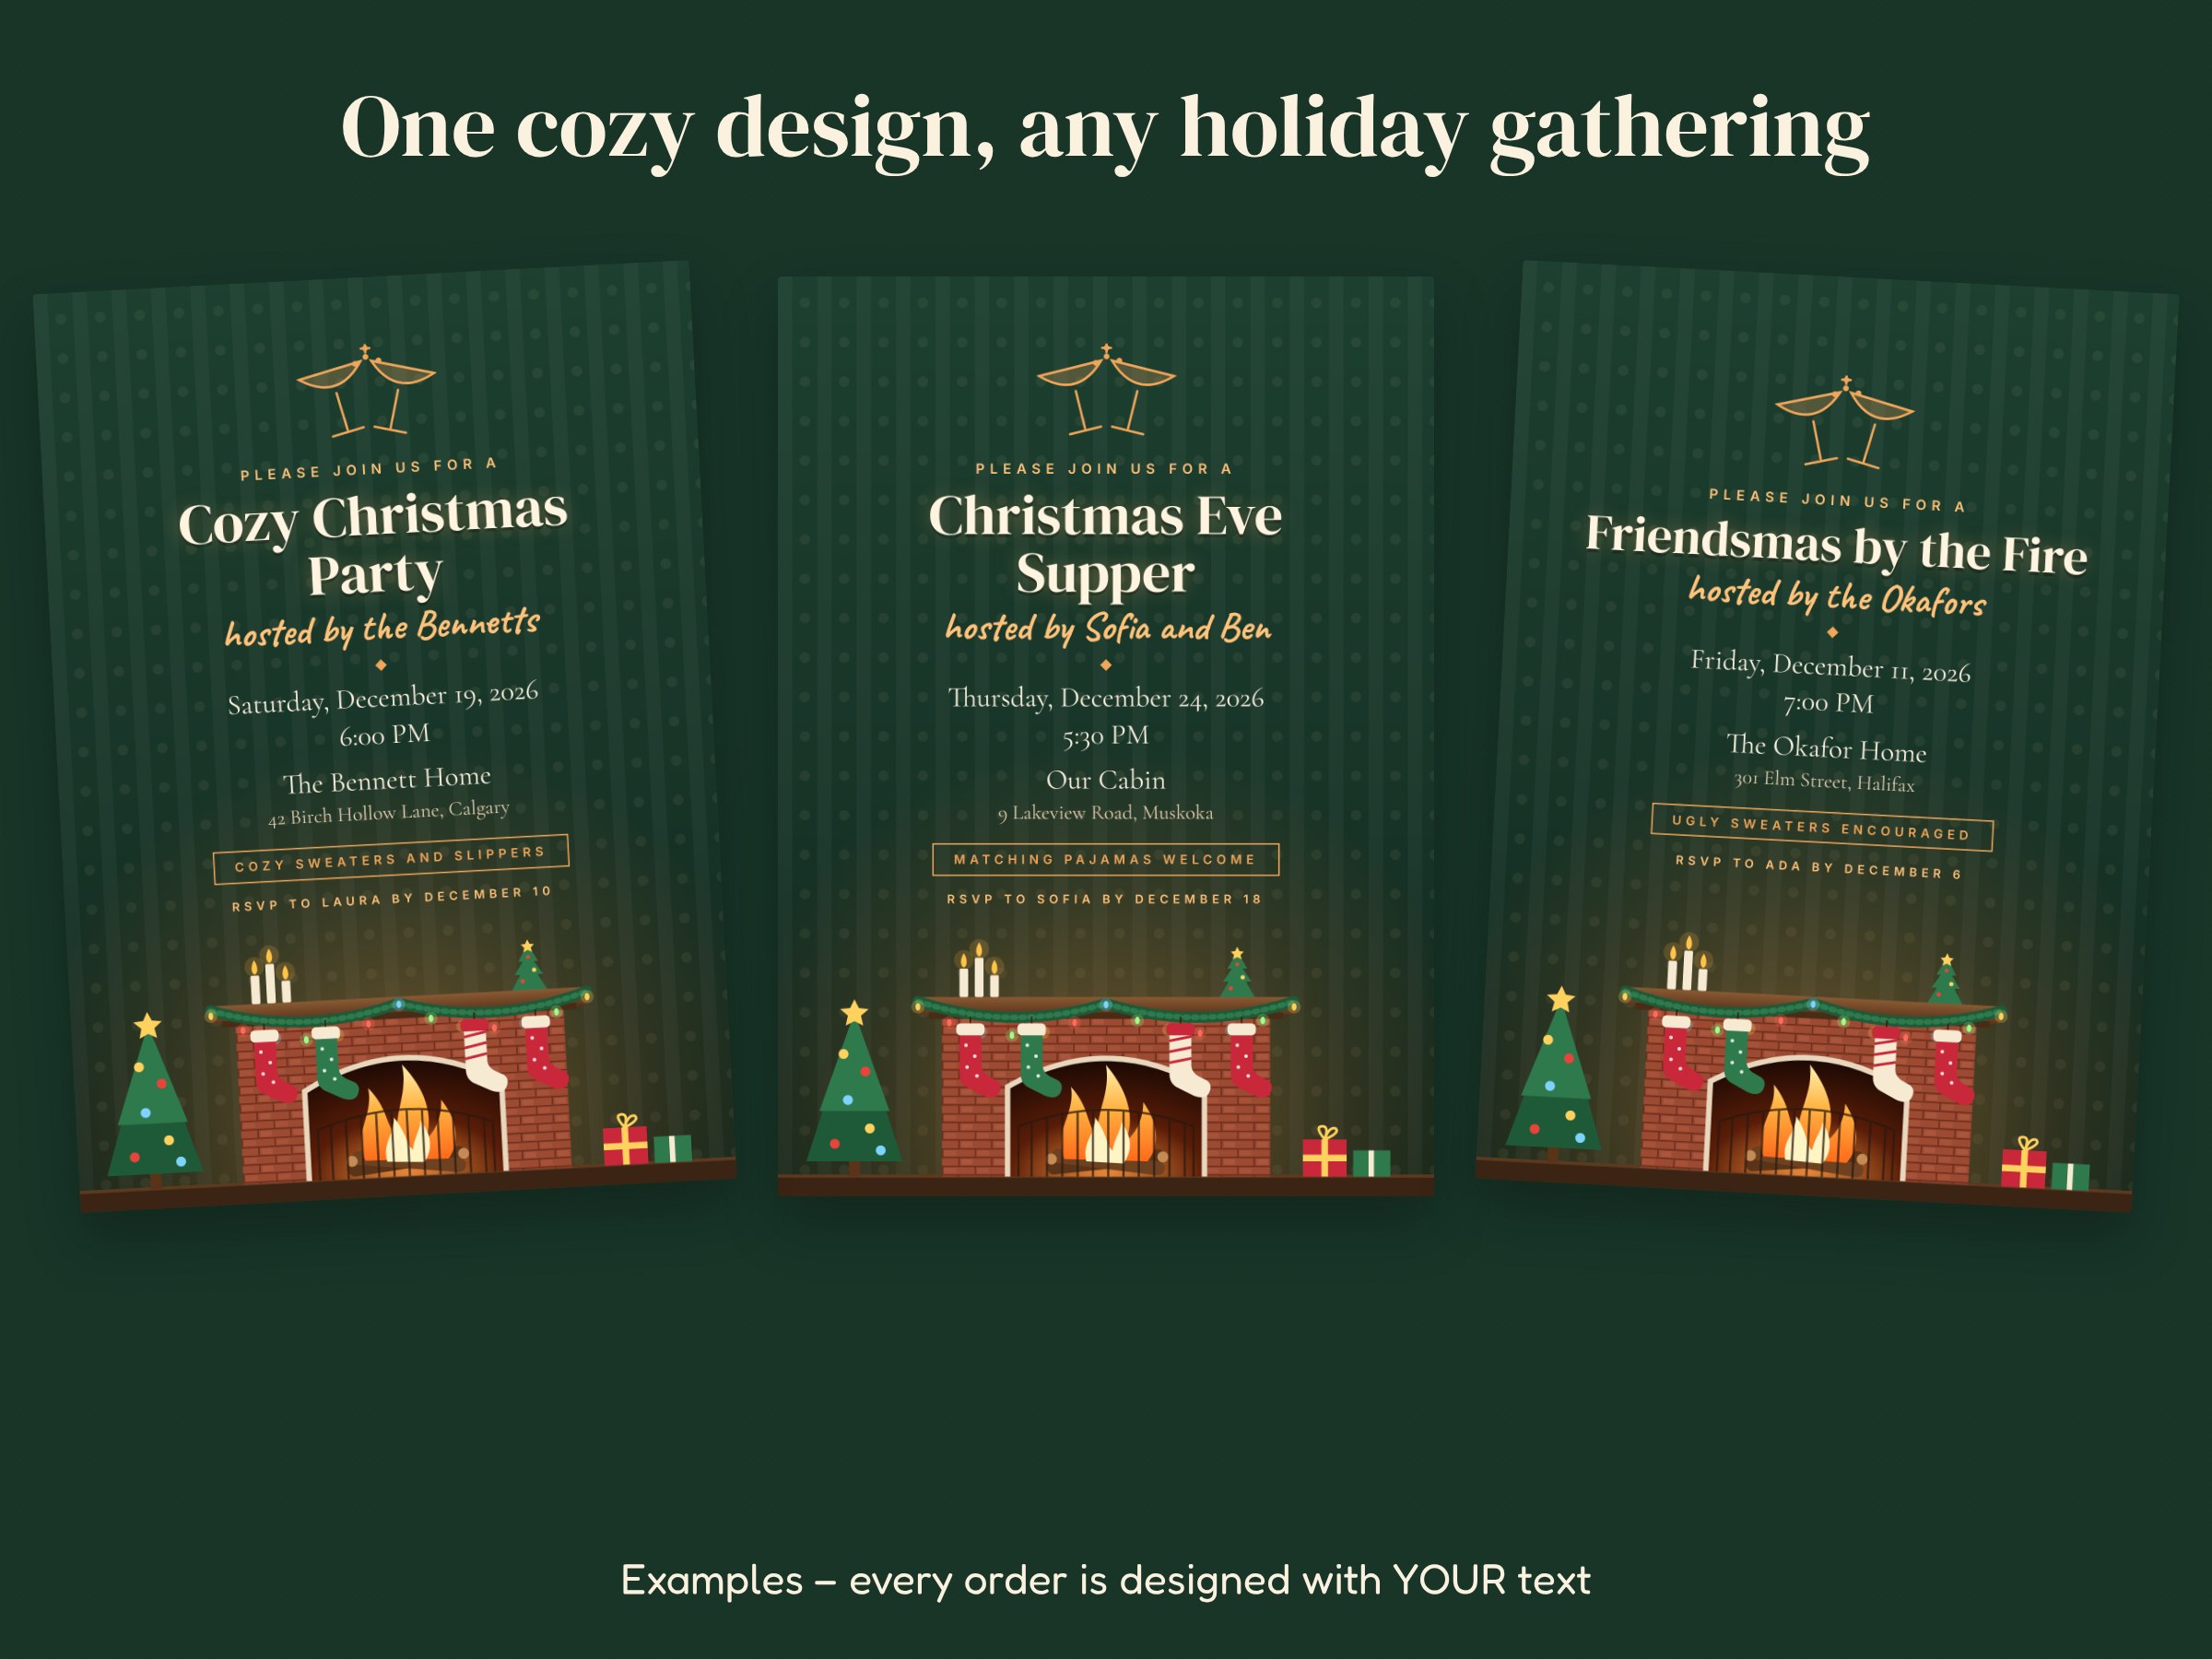 One cozy design, any holiday gathering
PLEASE JOIN US FOR A
Cozy Christmas
Party
hosted by the Bennetts
Saturday, December 19, 2026
6:00 PM
The Bennett Home
42 Birch Hollow Lane, Calgary
COZY SWEATERS AND SLIPPERS
RSVP TO LAURA BY DECEMBER 10
PLEASE JOIN US FOR A
Christmas Eve
Supper
hosted by Sofia and Ben
Thursday, December 24, 2026
5:30 PM
Our Cabin
9 Lakeview Road, Muskoka
MATCHING PAJAMAS WELCOME
RSVP TO SOFIA BY DECEMBER 18
PLEASE JOIN US FOR A
Friendsmas by the Fire
hosted by the Okafors
Friday, December 11, 2026
7:00 PM
The Okafor Home
301 Elm Street, Halifax
UGLY SWEATERS ENCOURAGED
RSVP TO ADA BY DECEMBER 6
Examples – every order is designed with YOUR text